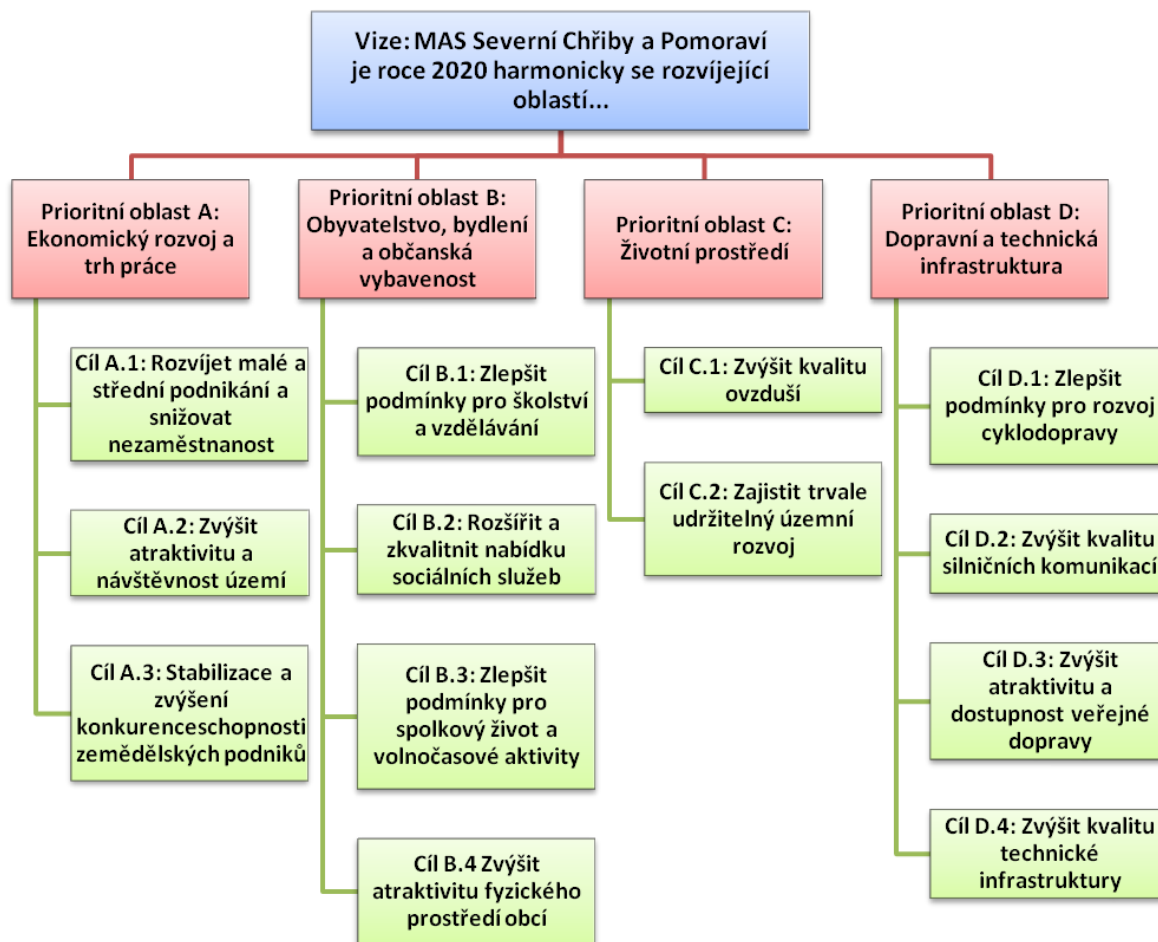 Vize: MAS Severní Chřiby a Pomoraví
je roce 2020 harmonicky se rozvíjející
oblastí...
Prioritní oblast A:
Ekonomický rozvoj a
trh práce
Prioritní oblast B:
Obyvatelstvo, bydlení
a občanská
vybavenost
Prioritní oblast C:
Životní prostředí
Prioritní oblast D:
Dopravní a technická
infrastruktura
Cíl A.1: Rozvíjet malé a
střední podnikání a
snižovat
nezaměstnanost
Cíl A.2: Zvýšit
atraktivitu a
návštěvnost území
Cíl A.3: Stabilizace a
zvýšení
konkurenceschopnosti
zemědělských podniků
Cíl B.1: Zlepšit
podmínky pro školství
a vzdělávání
Cíl B.2: Rozšířit a
zkvalitnit nabídku
sociálních služeb
Cíl B.3: Zlepšit
podmínky pro
spolkový život a
volnočasové aktivity
Cíl B.4 Zvýšit
atraktivitu fyzického
prostředí obcí
Cíl C.1: Zvýšit kvalitu
ovzduší
Cíl C.2: Zajistit trvale
udržitelný územní
rozvoj
Cíl D.1: Zlepšit
podmínky pro rozvoj
cyklodopravy
Cíl D.2: Zvýšit kvalitu
silničních komunikací
Cíl D.3: Zvýšit
atraktivitu a
dostupnost veřejné
dopravy
Cíl D.4: Zvýšit kvalitu
technické
infrastruktury